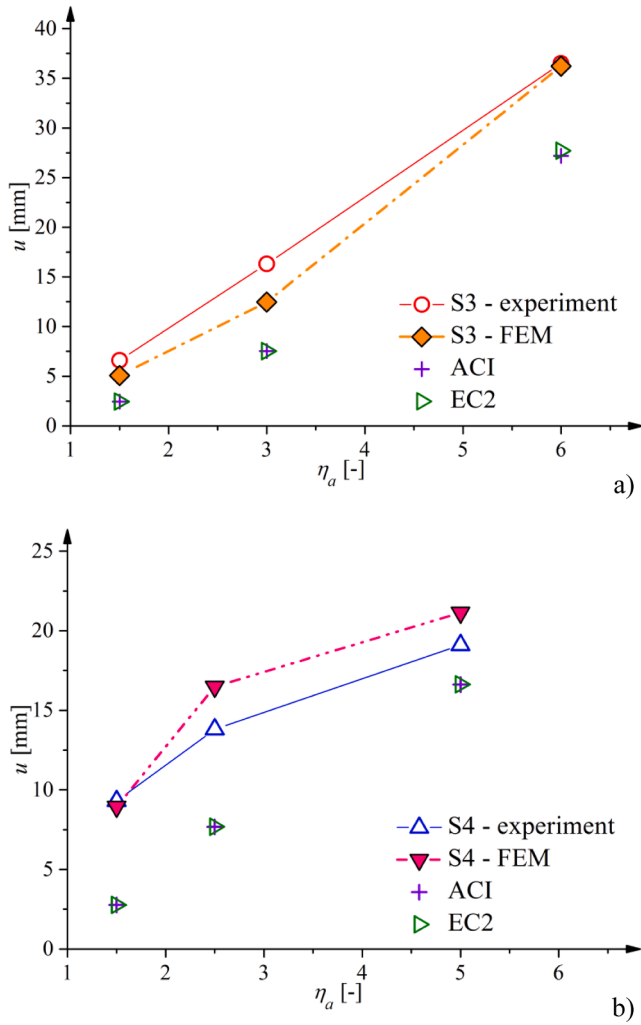 40
35
30
25
20
15
10
5
0
u [mm]
S3 - experiment
S3 - FEM
ACI
EC2
1 2 3 4 5 6
ηa [-]
a)
25
20
15
10
5
0
u [mm]
S4 - experiment
S4 - FEM
ACI
EC2
1 2 3 4 5 6
ηa [-]
b)